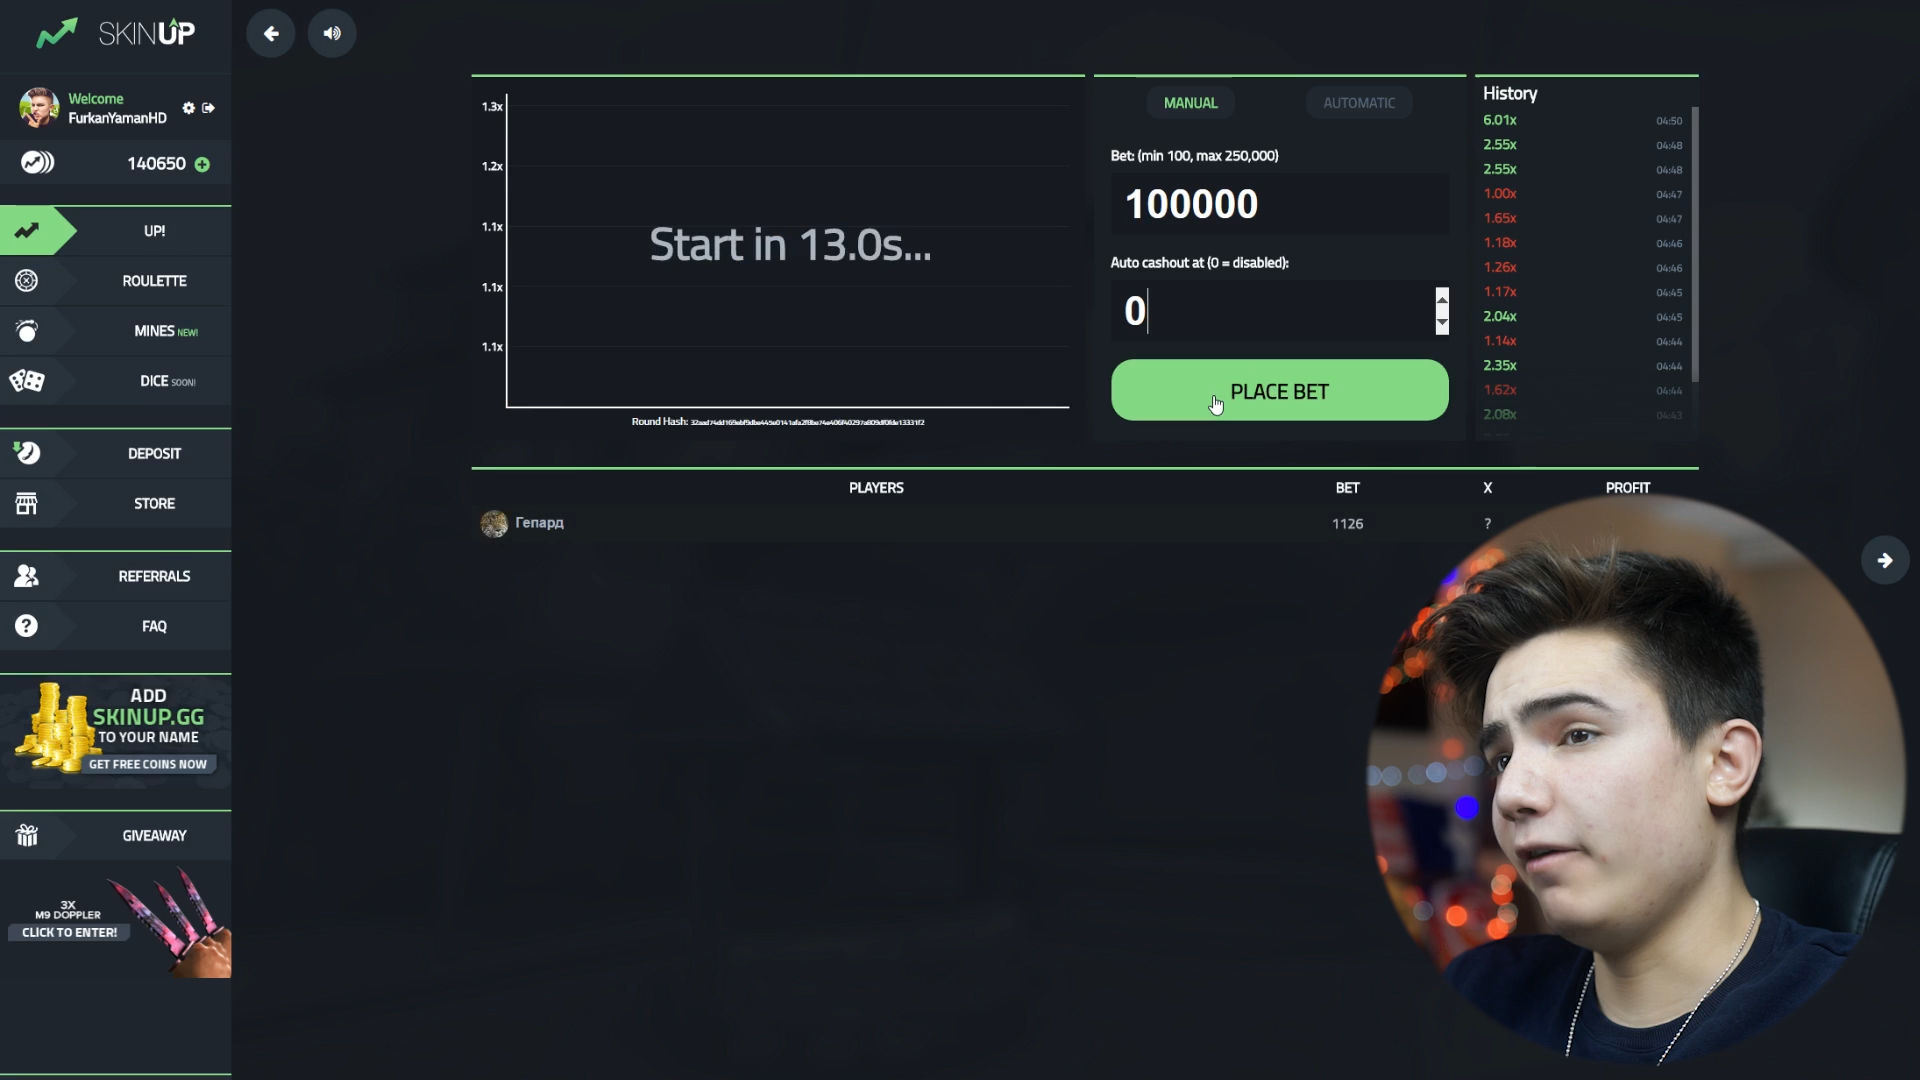 SKINUP
Welcome
FurkanYamanHD
140650
UP!
ROULETTE
MINES NEW!
DICE SOON!
DEPOSIT
STORE
REFERRALS
FAQ
ADD
SKINUP.GG
TO YOUR NAME
GET FREE COINS NOW
GIVEAWAY
3X
M9 DOPPLER
CLICK TO ENTER!
1.3x
1.2x
1.1x
1.1x
1.1x
Start in 13.0s...
Round Hash:
MANUAL
AUTOMATIC
Bet: (min 100, max 250,000)
100000
Auto cashout at (0 = disabled):
0
PLACE BET
History
6.01x 04:50
2.55x 04:48
2.55x 04:48
1.00x 04:47
1.65x 04:47
1.18x 04:46
1.26x 04:46
1.17x 04:45
2.04x 04:45
1.14x 04:44
2.35x 04:44
1.62x 04:44
2.08x 04:43
PLAYERS BET X PROFIT
Гепард 1126 ?